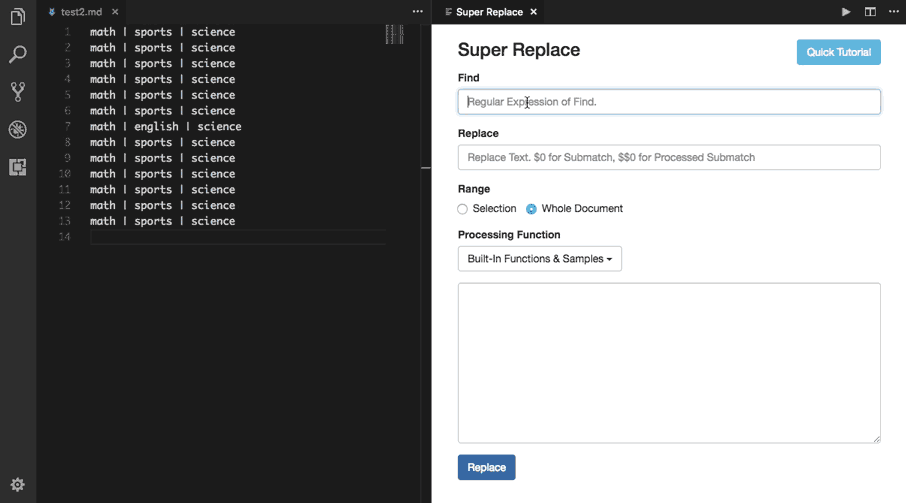 test2.md
1 math | sports | science
2 math | sports | science
3 math | sports | science
4 math | sports | science
5 math | sports | science
6 math | sports | science
7 math | english | science
8 math | sports | science
9 math | sports | science
10 math | sports | science
11 math | sports | science
12 math | sports | science
13 math | sports | science
14
Super Replace
Super Replace
Quick Tutorial
Find
Regular Expression of Find.
Replace
Replace Text. $0 for Submatch, $$0 for Processed Submatch
Range
Selection Whole Document
Processing Function
Built-In Functions & Samples
Replace